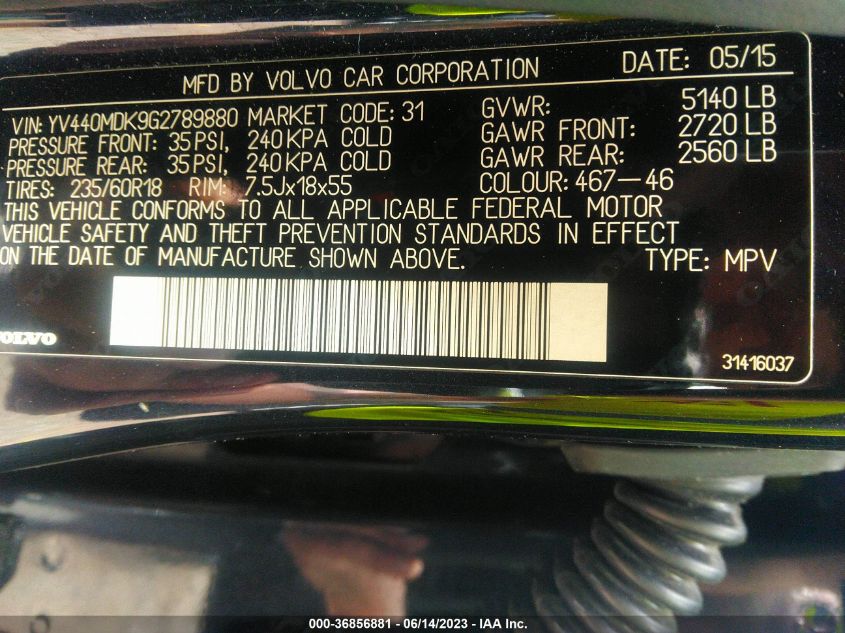 MFD BY VOLVO CAR CORPORATION DATE: 05/15
VIN: YV440MDK9G2789880 MARKET CODE: 31 GVWR: 5140 LB
PRESSURE FRONT: 35 PSI, 240 KPA COLD GAWR FRONT: 2720 LB
PRESSURE REAR: 35 PSI, 240 KPA COLD GAWR REAR: 2560 LB
TIRES: 235/60R18 RIM: 7.5Jx18x55 COLOUR: 467–46
THIS VEHICLE CONFORMS TO ALL APPLICABLE FEDERAL MOTOR
VEHICLE SAFETY AND THEFT PREVENTION STANDARDS IN EFFECT
ON THE DATE OF MANUFACTURE SHOWN ABOVE. TYPE: MPV
VOLVO
31416037
000-36856881 - 06/14/2023 - IAA Inc.